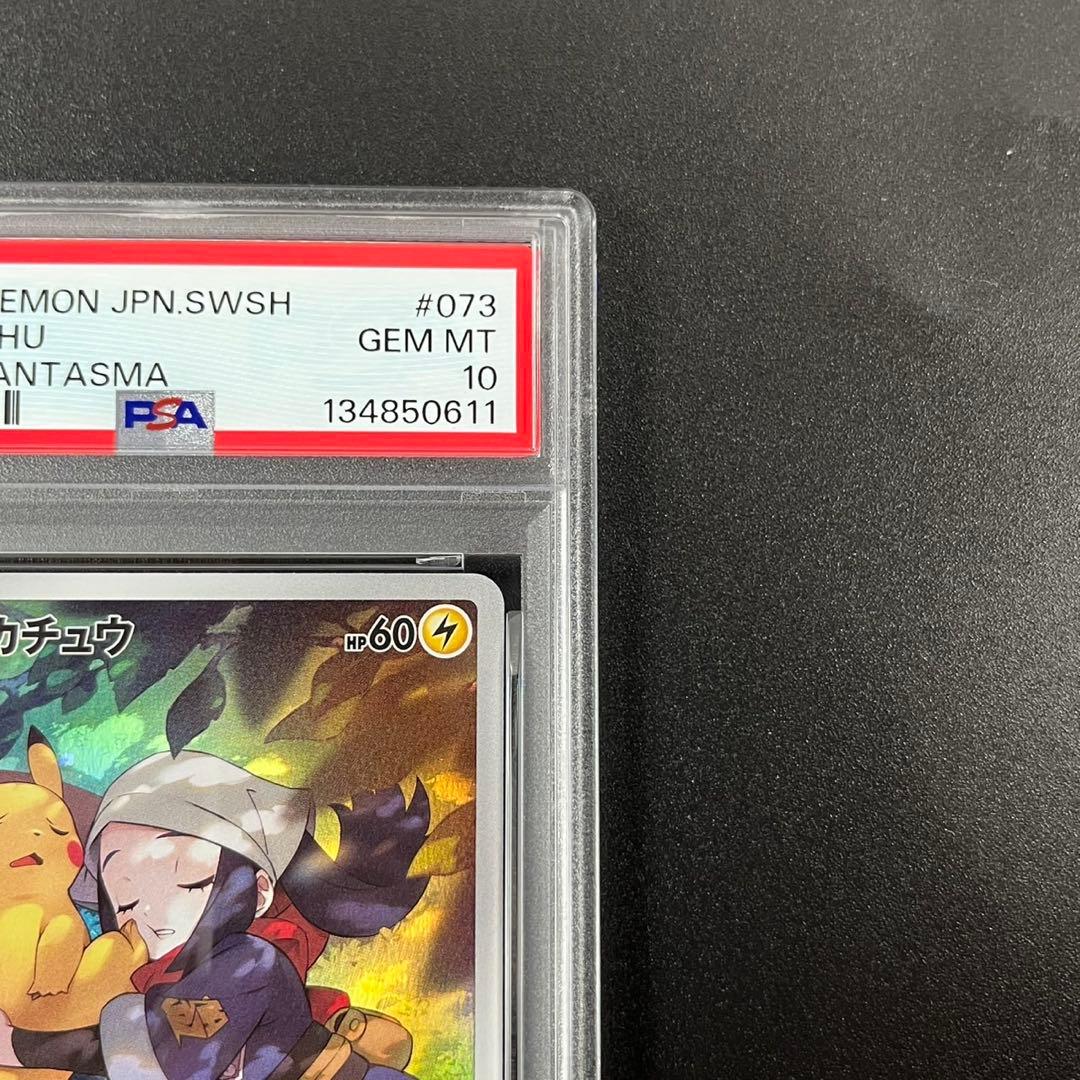 EMON JPN.SWSH #073
HU GEM MT
ANTASMA 10
PSA 134850611
カチュウ HP60